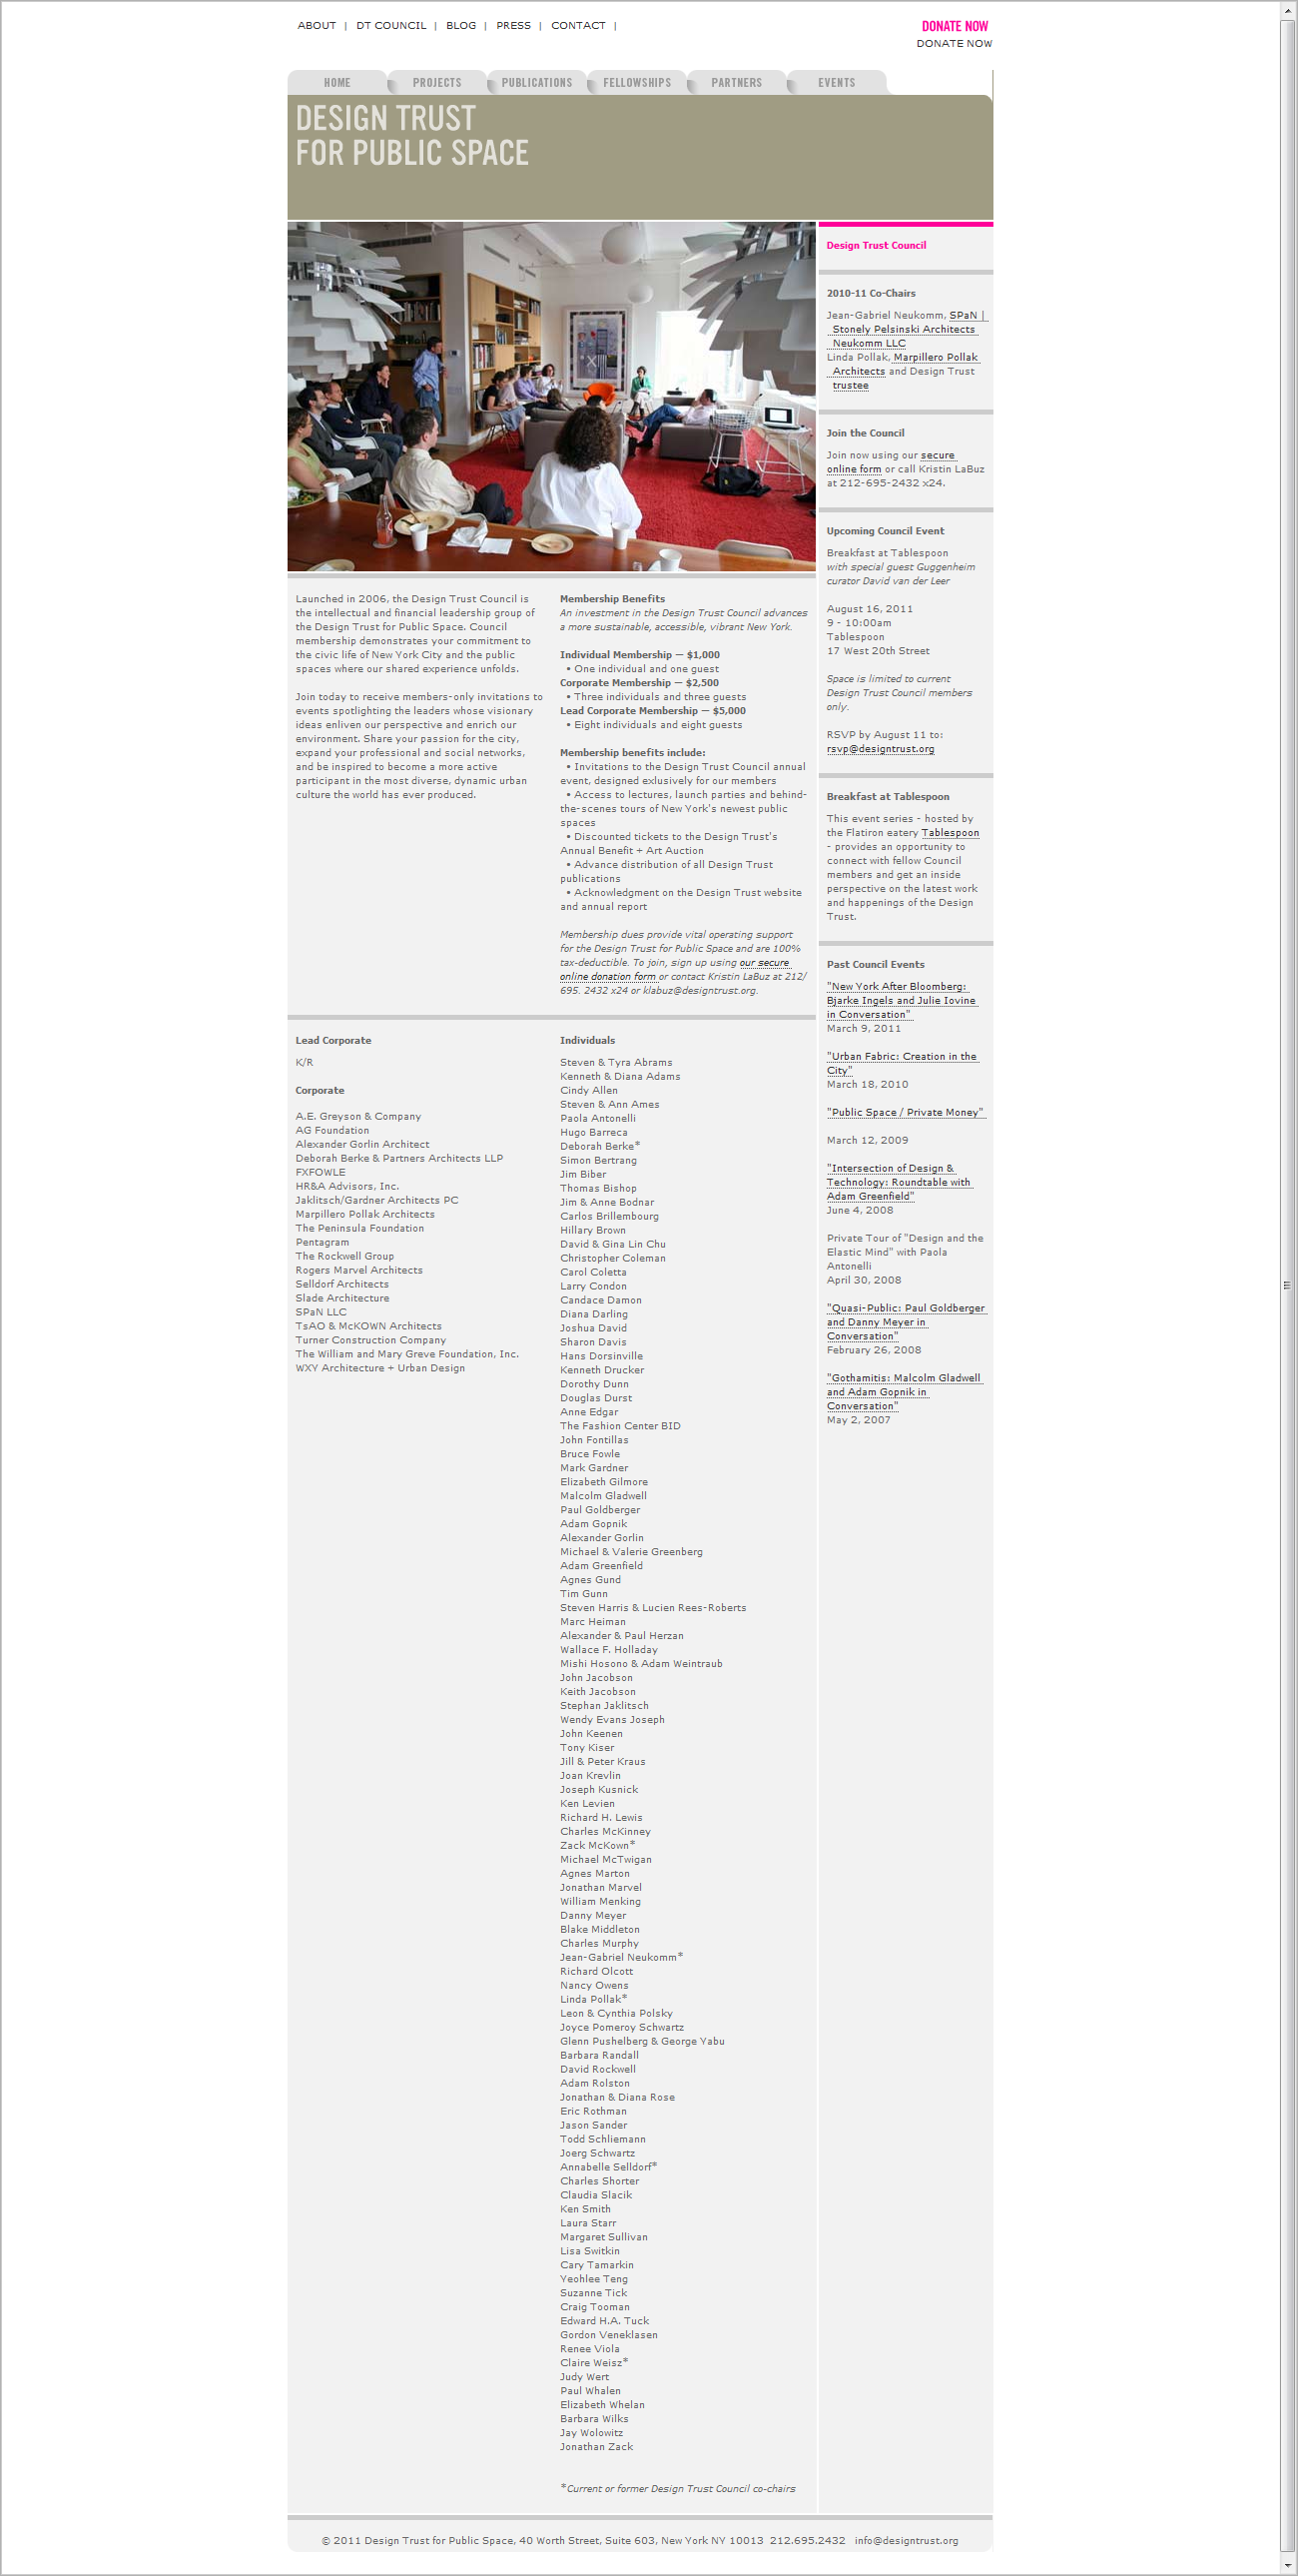 ABOUT | DT COUNCIL | BLOG | PRESS | CONTACT |
DONATE NOW
DONATE NOW
HOME PROJECTS PUBLICATIONS FELLOWSHIPS PARTNERS EVENTS
DESIGN TRUST
FOR PUBLIC SPACE
Launched in 2006, the Design Trust Council is
the intellectual and financial leadership group of
the Design Trust for Public Space. Council
membership demonstrates your commitment to
the civic life of New York City and the public
spaces where our shared experience unfolds.
Join today to receive members-only invitations to
events spotlighting the leaders whose visionary
ideas enliven our perspective and enrich our
environment. Share your passion for the city,
expand your professional and social networks,
and be inspired to become a more active
participant in the most diverse, dynamic urban
culture the world has ever produced.
Membership Benefits
An investment in the Design Trust Council advances
a more sustainable, accessible, vibrant New York.
Individual Membership — $1,000
• One individual and one guest
Corporate Membership — $2,500
• Three individuals and three guests
Lead Corporate Membership — $5,000
• Eight individuals and eight guests
Membership benefits include:
• Invitations to the Design Trust Council annual
event, designed exlusively for our members
• Access to lectures, launch parties and behind-
the-scenes tours of New York's newest public
spaces
• Discounted tickets to the Design Trust's
Annual Benefit + Art Auction
• Advance distribution of all Design Trust
publications
• Acknowledgment on the Design Trust website
and annual report
Membership dues provide vital operating support
for the Design Trust for Public Space and are 100%
tax-deductible. To join, sign up using our secure
online donation form or contact Kristin LaBuz at 212/
695. 2432 x24 or klabuz@designtrust.org.
Lead Corporate
K/R
Corporate
A.E. Greyson & Company
AG Foundation
Alexander Gorlin Architect
Deborah Berke & Partners Architects LLP
FXFOWLE
HR&A Advisors, Inc.
Jaklitsch/Gardner Architects PC
Marpillero Pollak Architects
The Peninsula Foundation
Pentagram
The Rockwell Group
Rogers Marvel Architects
Selldorf Architects
Slade Architecture
SPaN LLC
TsAO & McKOWN Architects
Turner Construction Company
The William and Mary Greve Foundation, Inc.
WXY Architecture + Urban Design
Individuals
Steven & Tyra Abrams
Kenneth & Diana Adams
Cindy Allen
Steven & Ann Ames
Paola Antonelli
Hugo Barreca
Deborah Berke*
Simon Bertrang
Jim Biber
Thomas Bishop
Jim & Anne Bodnar
Carlos Brillembourg
Hillary Brown
David & Gina Lin Chu
Christopher Coleman
Carol Coletta
Larry Condon
Candace Damon
Diana Darling
Joshua David
Sharon Davis
Hans Dorsinville
Kenneth Drucker
Dorothy Dunn
Douglas Durst
Anne Edgar
The Fashion Center BID
John Fontillas
Bruce Fowle
Mark Gardner
Elizabeth Gilmore
Malcolm Gladwell
Paul Goldberger
Adam Gopnik
Alexander Gorlin
Michael & Valerie Greenberg
Adam Greenfield
Agnes Gund
Tim Gunn
Steven Harris & Lucien Rees-Roberts
Marc Heiman
Alexander & Paul Herzan
Wallace F. Holladay
Mishi Hosono & Adam Weintraub
John Jacobson
Keith Jacobson
Stephan Jaklitsch
Wendy Evans Joseph
John Keenen
Tony Kiser
Jill & Peter Kraus
Joan Krevlin
Joseph Kusnick
Ken Levien
Richard H. Lewis
Charles McKinney
Zack McKown*
Michael McTwigan
Agnes Marton
Jonathan Marvel
William Menking
Danny Meyer
Blake Middleton
Charles Murphy
Jean-Gabriel Neukomm*
Richard Olcott
Nancy Owens
Linda Pollak*
Leon & Cynthia Polsky
Joyce Pomeroy Schwartz
Glenn Pushelberg & George Yabu
Barbara Randall
David Rockwell
Adam Rolston
Jonathan & Diana Rose
Eric Rothman
Jason Sander
Todd Schliemann
Joerg Schwartz
Annabelle Selldorf*
Charles Shorter
Claudia Slacik
Ken Smith
Laura Starr
Margaret Sullivan
Lisa Switkin
Cary Tamarkin
Yeohlee Teng
Suzanne Tick
Craig Tooman
Edward H.A. Tuck
Gordon Veneklasen
Renee Viola
Claire Weisz*
Judy Wert
Paul Whalen
Elizabeth Whelan
Barbara Wilks
Jay Wolowitz
Jonathan Zack
*Current or former Design Trust Council co-chairs
Design Trust Council
2010-11 Co-Chairs
Jean-Gabriel Neukomm, SPaN |
Stonely Pelsinski Architects
Neukomm LLC
Linda Pollak, Marpillero Pollak
Architects and Design Trust
trustee
Join the Council
Join now using our secure
online form or call Kristin LaBuz
at 212-695-2432 x24.
Upcoming Council Event
Breakfast at Tablespoon
with special guest Guggenheim
curator David van der Leer
August 16, 2011
9 - 10:00am
Tablespoon
17 West 20th Street
Space is limited to current
Design Trust Council members
only.
RSVP by August 11 to:
rsvp@designtrust.org
Breakfast at Tablespoon
This event series - hosted by
the Flatiron eatery Tablespoon
- provides an opportunity to
connect with fellow Council
members and get an inside
perspective on the latest work
and happenings of the Design
Trust.
Past Council Events
"New York After Bloomberg:
Bjarke Ingels and Julie Iovine
in Conversation"
March 9, 2011
"Urban Fabric: Creation in the
City"
March 18, 2010
"Public Space / Private Money"
March 12, 2009
"Intersection of Design &
Technology: Roundtable with
Adam Greenfield"
June 4, 2008
Private Tour of "Design and the
Elastic Mind" with Paola
Antonelli
April 30, 2008
"Quasi-Public: Paul Goldberger
and Danny Meyer in
Conversation"
February 26, 2008
"Gothamitis: Malcolm Gladwell
and Adam Gopnik in
Conversation"
May 2, 2007
© 2011 Design Trust for Public Space, 40 Worth Street, Suite 603, New York NY 10013 212.695.2432 info@designtrust.org